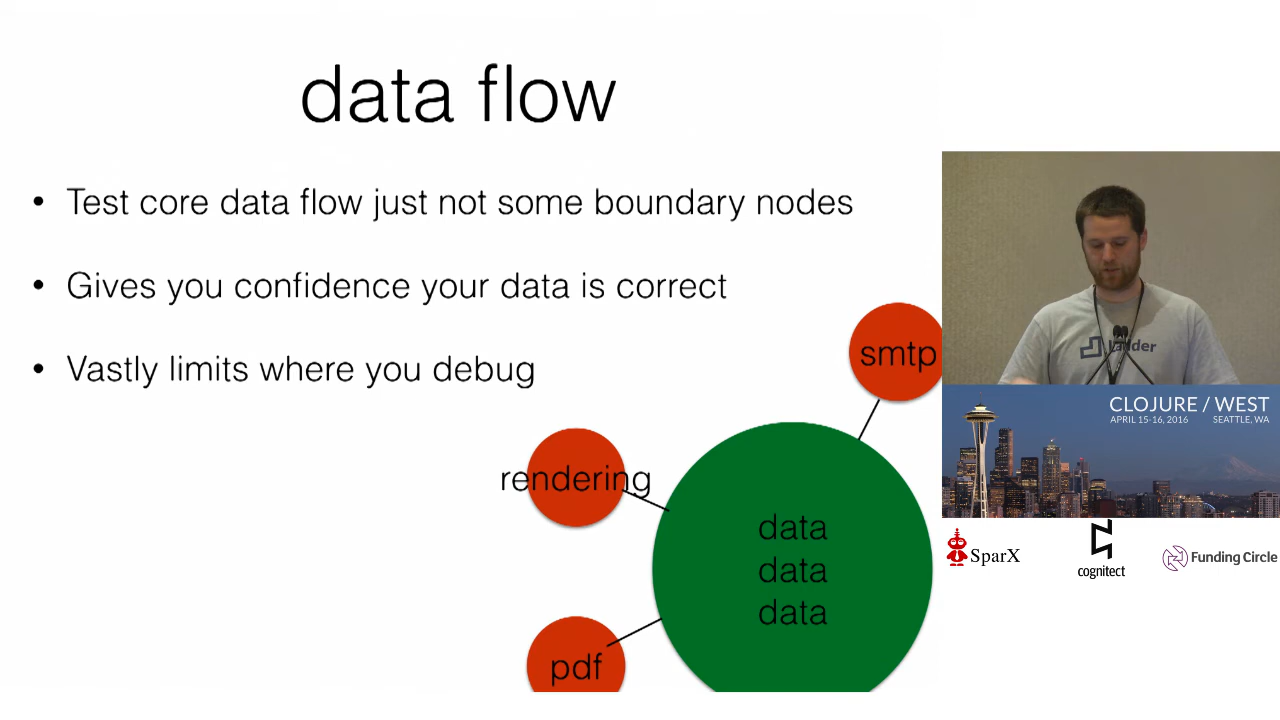 data flow
• Test core data flow just not some boundary nodes
• Gives you confidence your data is correct
• Vastly limits where you debug
smtp
rendering
data
data
data
pdf
CLOJURE / WEST
APRIL 15-16, 2016 SEATTLE, WA
SparX
cognitect
Funding Circle